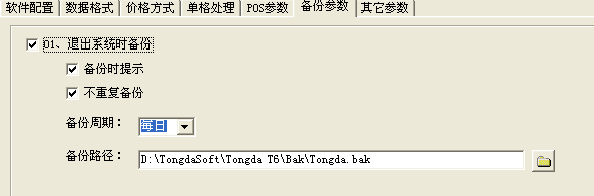 软件配置 数据格式 价格方式 单格处理 POS参数 备份参数 其它参数
01、退出系统时备份
备份时提示
不重复备份
备份周期： 每日
备份路径： D:\TongdaSoft\Tongda T6\Bak\Tongda.bak